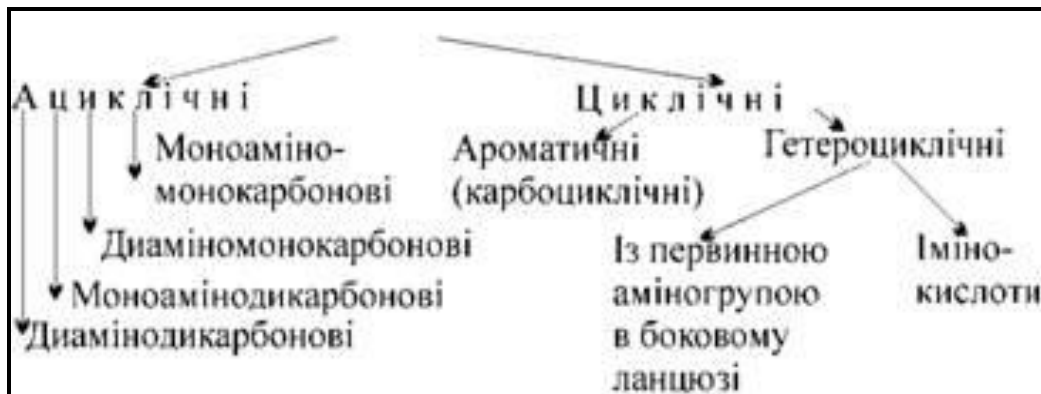 Ациклічні
Циклічні
Моноаміно-
монокарбонові
Ароматичні
(карбоциклічні)
Гетероциклічні
Диаміномонокарбонові
Моноамінодикарбонові
Диамінодикарбонові
Із первинною
аміногрупою
в боковому
ланцюзі
Іміно-
кислоти